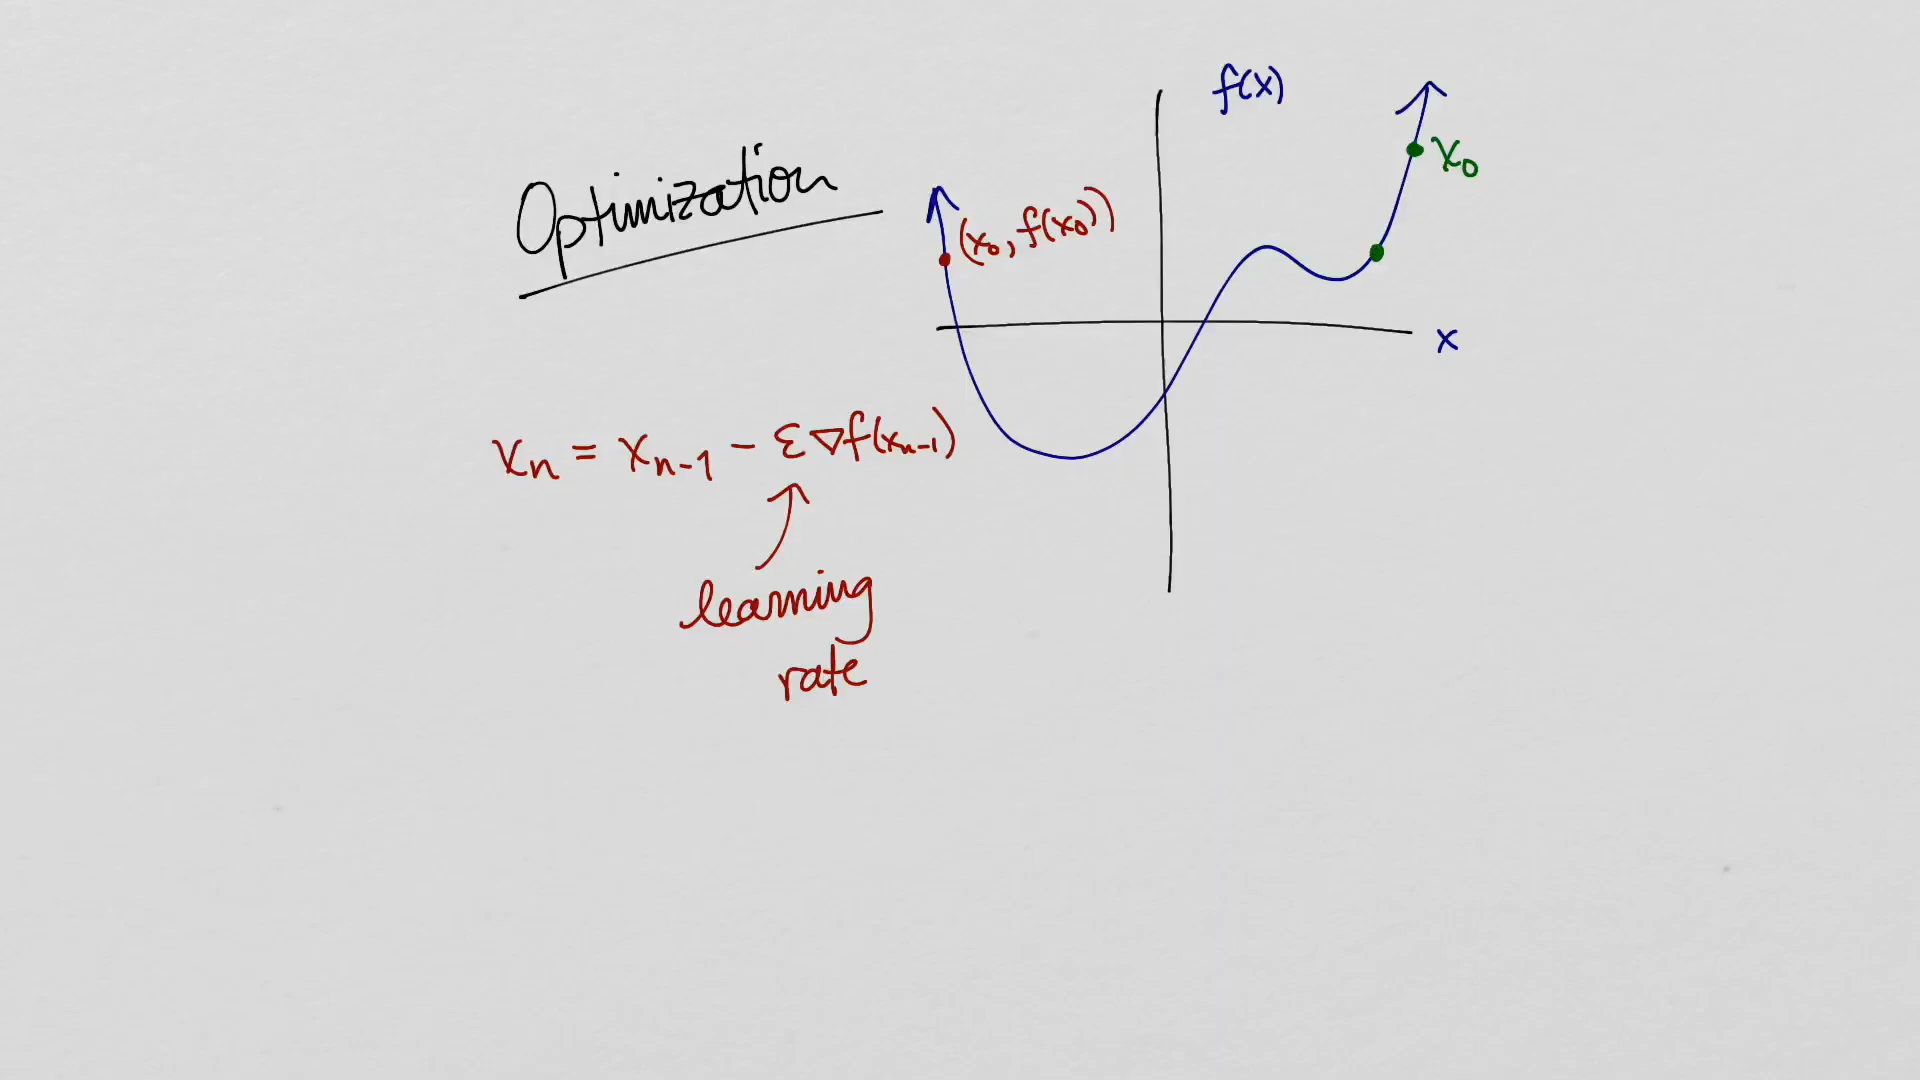 Optimization
f(x)
x₀
(x₀, f(x₀))
x
xₙ = xₙ₋₁ - ε∇f(xₙ₋₁)
learning
rate